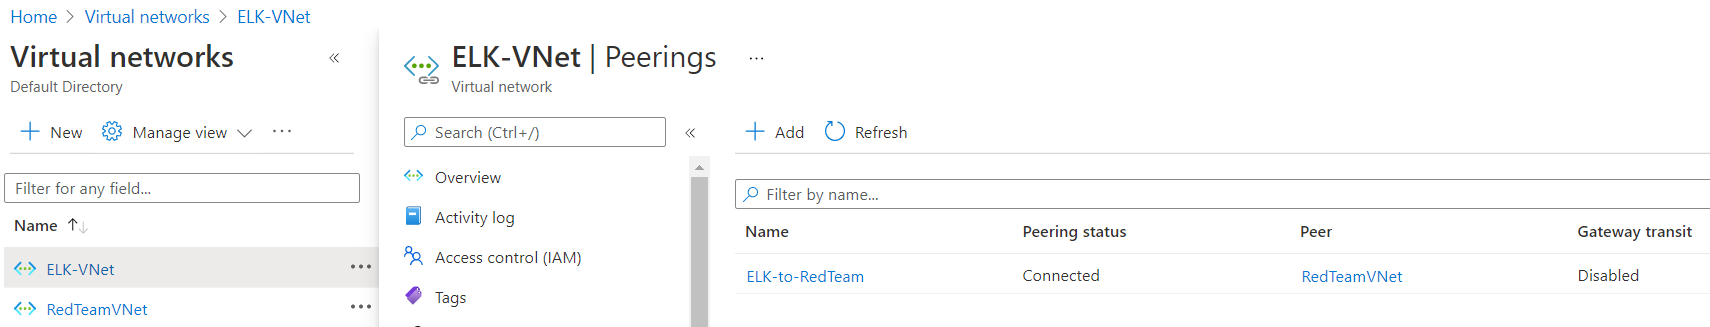 Home > Virtual networks > ELK-VNet
Virtual networks «
Default Directory
+ New Manage view ···
Filter for any field...
Name ↑↓
ELK-VNet ···
RedTeamVNet ···
ELK-VNet | Peerings ···
Virtual network
Search (Ctrl+/) «
Overview
Activity log
Access control (IAM)
Tags
+ Add Refresh
Filter by name...
Name Peering status Peer Gateway transit
ELK-to-RedTeam Connected RedTeamVNet Disabled